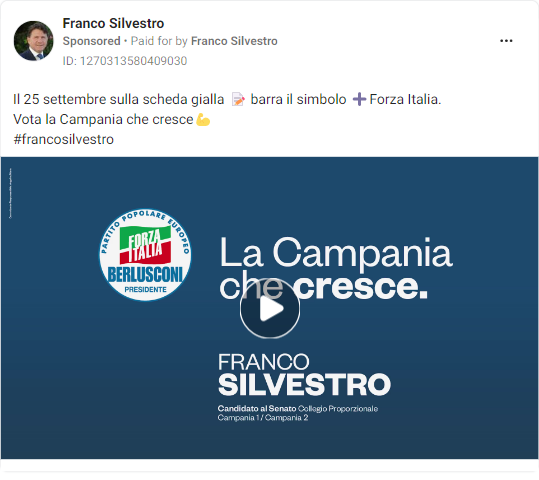 Franco Silvestro
Sponsored • Paid for by Franco Silvestro
ID: 1270313580409030
Il 25 settembre sulla scheda gialla 📝 barra il simbolo ➕ Forza Italia.
Vota la Campania che cresce💪
#francosilvestro
PARTITO POPOLARE EUROPEO
FORZA
ITALIA
BERLUSCONI
PRESIDENTE
La Campania
che cresce.
FRANCO
SILVESTRO
Candidato al Senato Collegio Proporzionale
Campania 1 / Campania 2